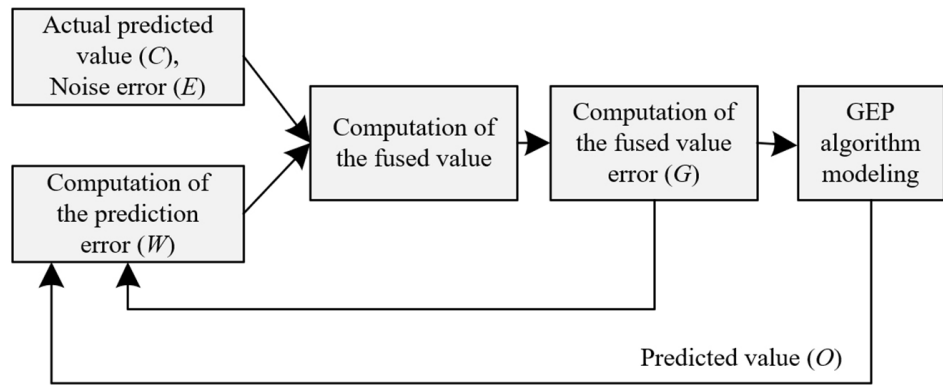 Actual predicted
value (C),
Noise error (E)
Computation of
the prediction
error (W)
Computation of
the fused value
Computation of
the fused value
error (G)
GEP
algorithm
modeling
Predicted value (O)